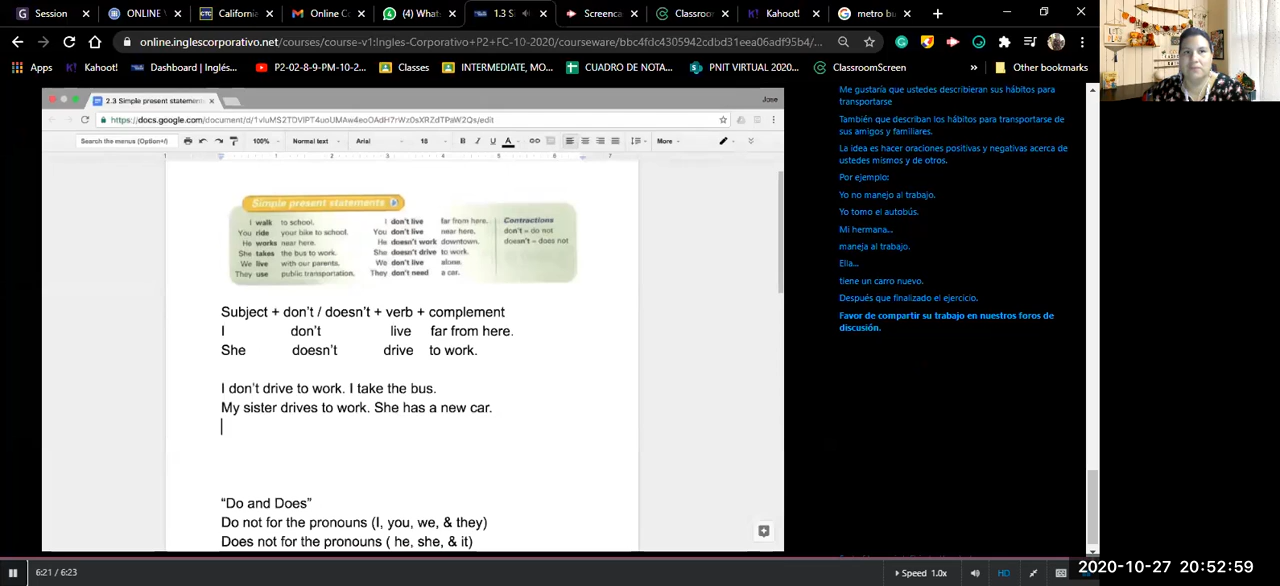 Session
ONLINE
California
Online C
(4) What
1.3 S
Screenca
Classroo
Kahoot!
metro bu
online.inglescorporativo.net/courses/course-v1:Ingles-Corporativo+P2+FC-10-2020/courseware/bbc4fdc4305942cdbd31eea06adf95b4/...
Apps
Kahoot!
Dashboard | Inglés...
P2-02-8-9-PM-10-2...
Classes
ITERMEDIATE, MO...
CUADRO DE NOTA...
PNIT VIRTUAL 2020...
ClassroomScreen
»
Other bookmarks
2.3 Simple present statement
Jose
Search the menus (Option+/)
100%
Normal text
Arial
18
More
Simple present statements
I walk to school.
You ride your bike to school.
He works near here.
She takes the bus to work.
We live with our parents.
They use public transportation.
I don't live far from here.
You don't live near here.
He doesn't work downtown.
She doesn't drive to work.
We don't live alone.
They don't need a car.
Contractions
don't = do not
doesn't = does not
Subject + don't / doesn't + verb + complement
I don't live far from here.
She doesn't drive to work.
I don't drive to work. I take the bus.
My sister drives to work. She has a new car.
"Do and Does"
Do not for the pronouns (I, you, we, & they)
Does not for the pronouns ( he, she, & it)
Me gustaría que ustedes describieran sus hábitos para
transportarse
También que describan los hábitos para transportarse de
sus amigos y familiares.
La idea es hacer oraciones positivas y negativas acerca de
ustedes mismos y de otros.
Por ejemplo:
Yo no manejo al trabajo.
Yo tomo el autobús.
Mi hermana...
maneja al trabajo.
Ella...
tiene un carro nuevo.
Después que finalizado el ejercicio.
Favor de compartir su trabajo en nuestros foros de
discusión.
6:21 / 6:23
Speed 1.0x
HD
2020-10-27 20:52:59